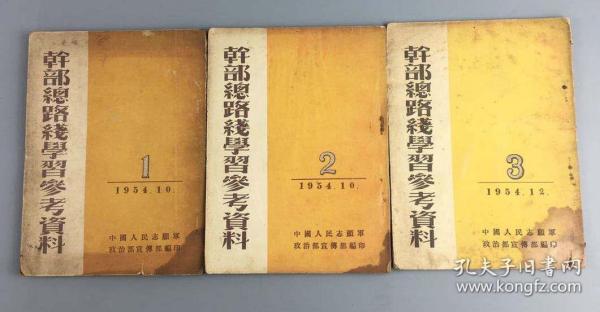 幹部總路綫學習參考資料
1
1954.10.
中國人民志願軍
政治部宣傳部編印
幹部總路綫學習參考資料
2
1954.10.
中國人民志願軍
政治部宣傳部編印
幹部總路綫學習參考資料
3
1954.12.
中國人民志願軍
政治部宣傳部編印
孔夫子旧书网
www.kongfz.com